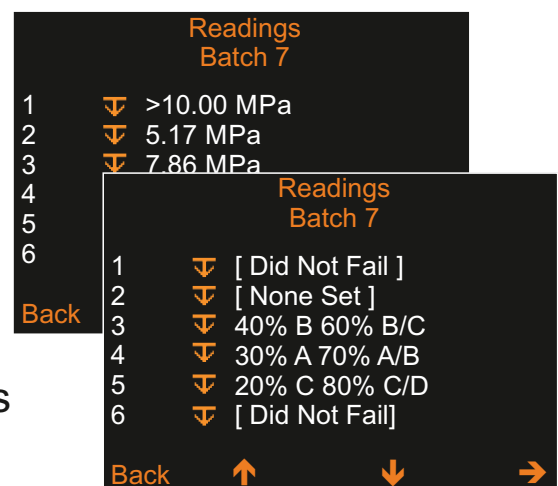 Readings
Batch 7
1 >10.00 MPa
2 5.17 MPa
3 7.86 MPa
4
5
6
Back
Readings
Batch 7
1 [ Did Not Fail ]
2 [ None Set ]
3 40% B 60% B/C
4 30% A 70% A/B
5 20% C 80% C/D
6 [ Did Not Fail]
Back
s